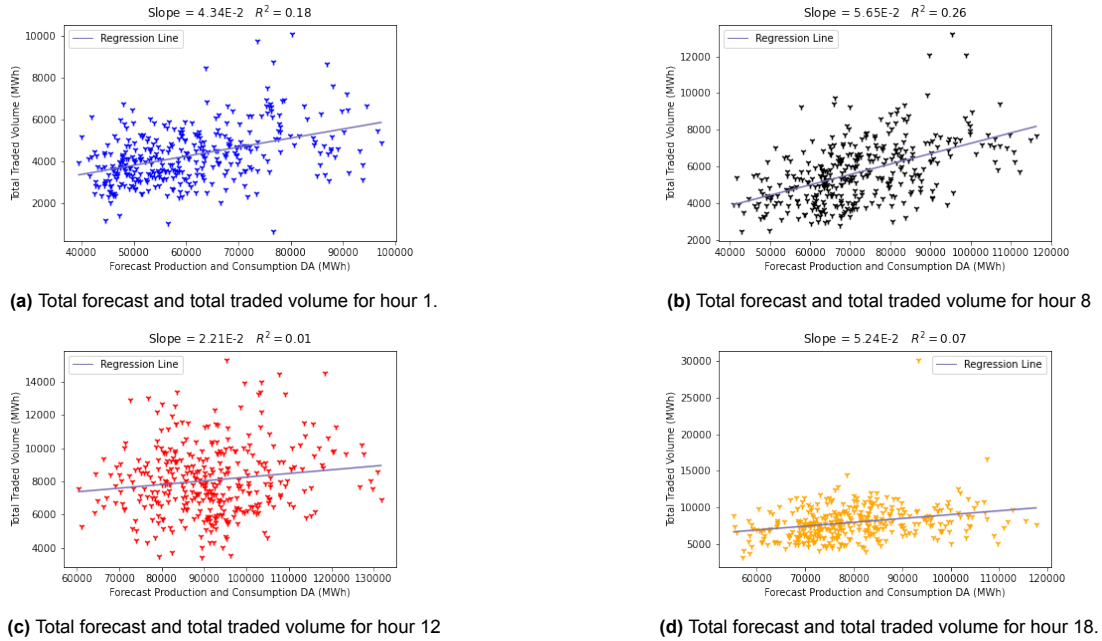 Slope = 4.34E-2 R² = 0.18
Regression Line
Total Traded Volume (MWh)
10000
8000
6000
4000
2000
40000 50000 60000 70000 80000 90000 100000
Forecast Production and Consumption DA (MWh)
(a) Total forecast and total traded volume for hour 1.
Slope = 5.65E-2 R² = 0.26
Regression Line
Total Traded Volume (MWh)
12000
10000
8000
6000
4000
2000
40000 50000 60000 70000 80000 90000 100000 110000 120000
Forecast Production and Consumption DA (MWh)
(b) Total forecast and total traded volume for hour 8
Slope = 2.21E-2 R² = 0.01
Regression Line
Total Traded Volume (MWh)
14000
12000
10000
8000
6000
4000
60000 70000 80000 90000 100000 110000 120000 130000
Forecast Production and Consumption DA (MWh)
(c) Total forecast and total traded volume for hour 12
Slope = 5.24E-2 R² = 0.07
Regression Line
Total Traded Volume (MWh)
30000
25000
20000
15000
10000
5000
60000 70000 80000 90000 100000 110000 120000
Forecast Production and Consumption DA (MWh)
(d) Total forecast and total traded volume for hour 18.